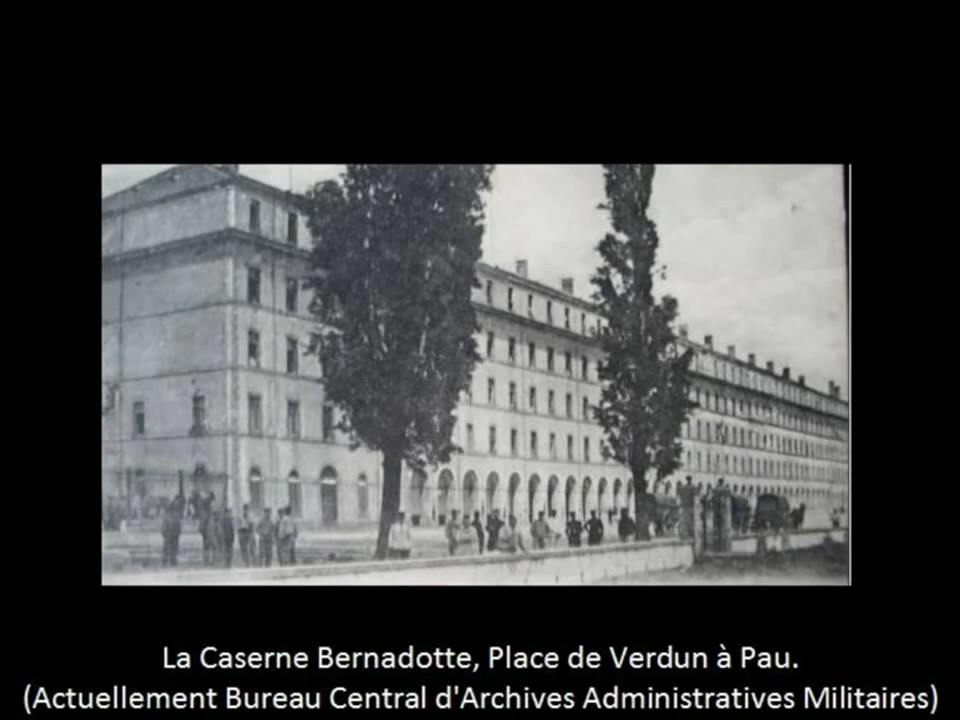 La Caserne Bernadotte, Place de Verdun à Pau.
(Actuellement Bureau Central d'Archives Administratives Militaires)